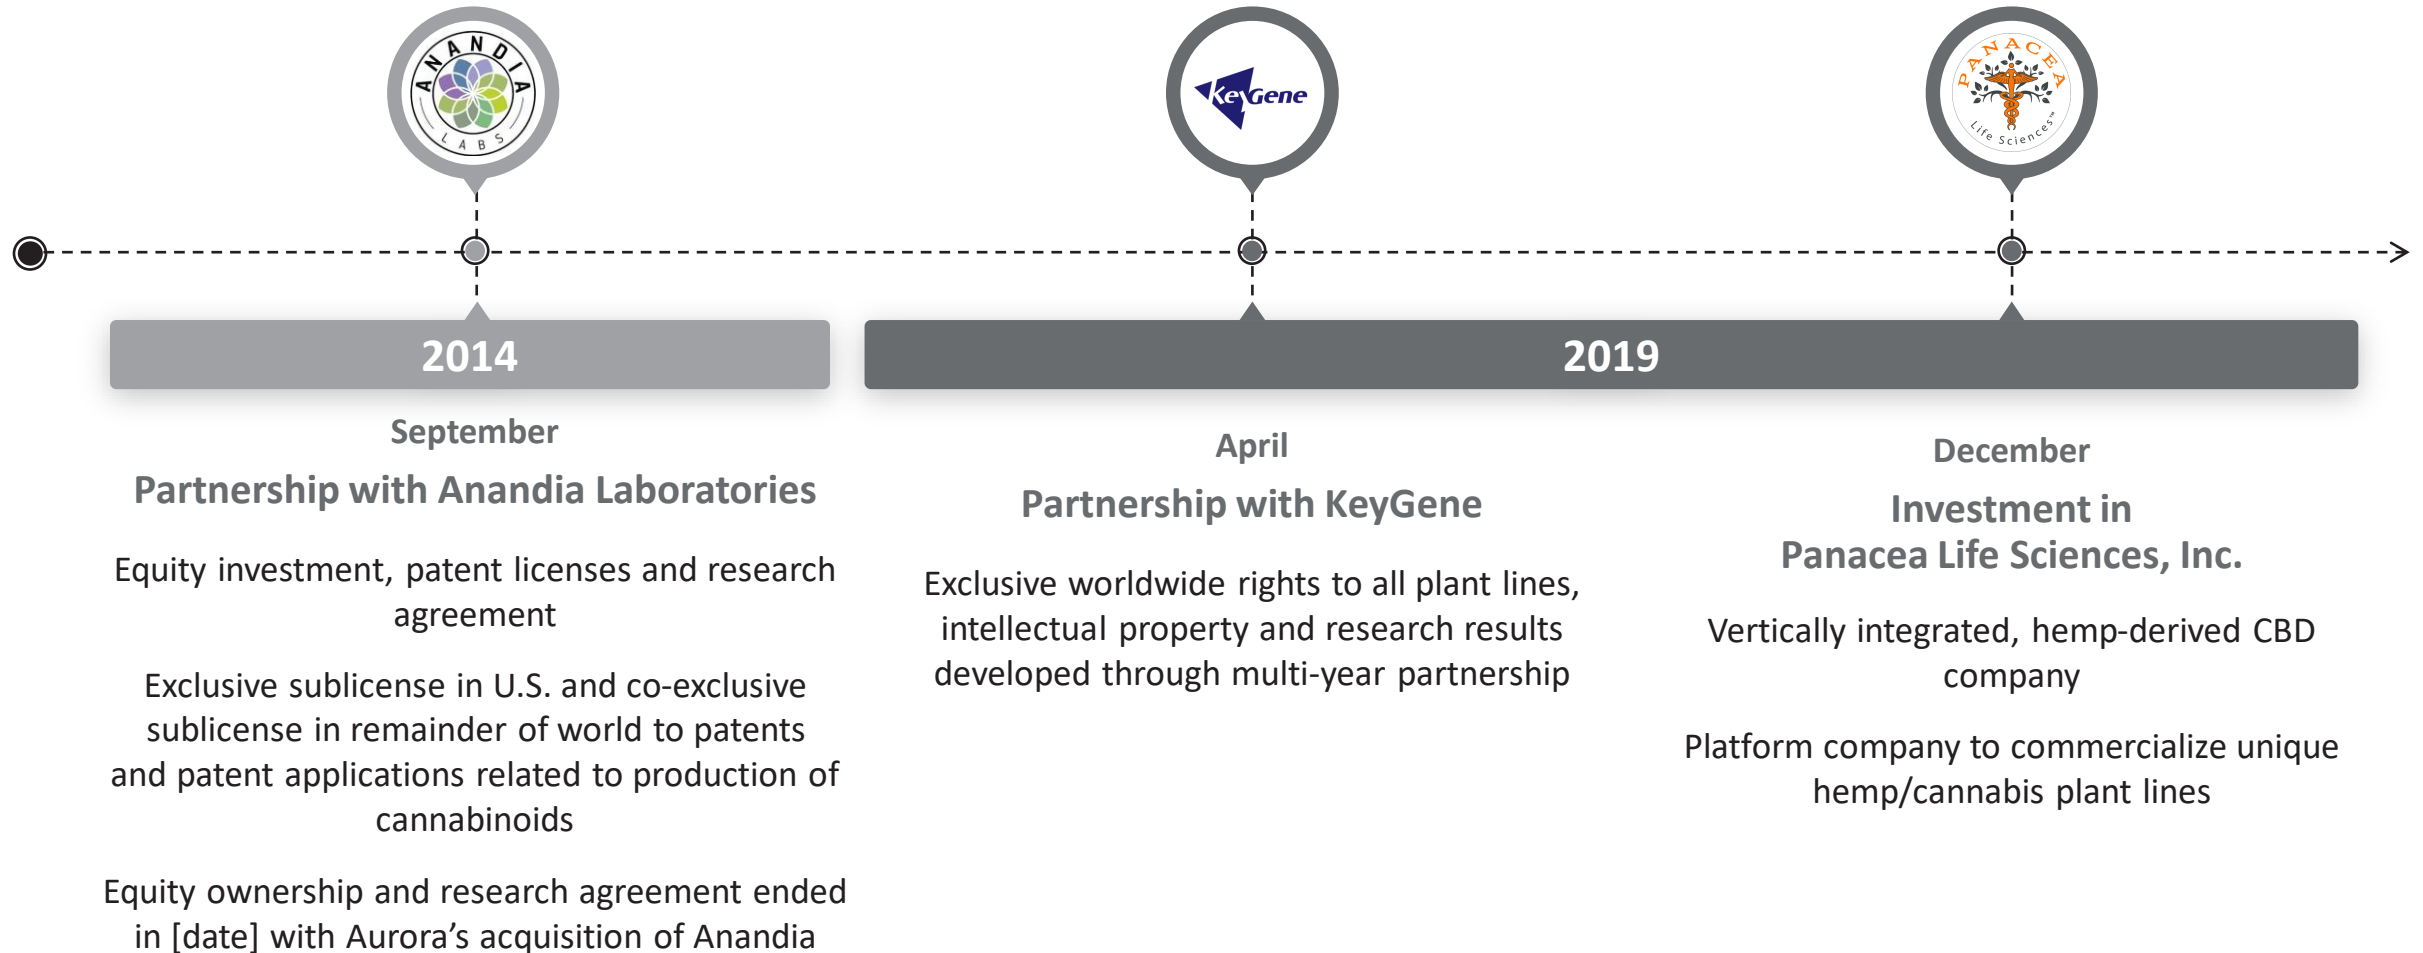 ANANDIA
LABS
KeyGene
PANACEA
Life Sciences™
2014
2019
September
Partnership with Anandia Laboratories
Equity investment, patent licenses and research
agreement
Exclusive sublicense in U.S. and co-exclusive
sublicense in remainder of world to patents
and patent applications related to production of
cannabinoids
Equity ownership and research agreement ended
in [date] with Aurora’s acquisition of Anandia
April
Partnership with KeyGene
Exclusive worldwide rights to all plant lines,
intellectual property and research results
developed through multi-year partnership
December
Investment in
Panacea Life Sciences, Inc.
Vertically integrated, hemp-derived CBD
company
Platform company to commercialize unique
hemp/cannabis plant lines